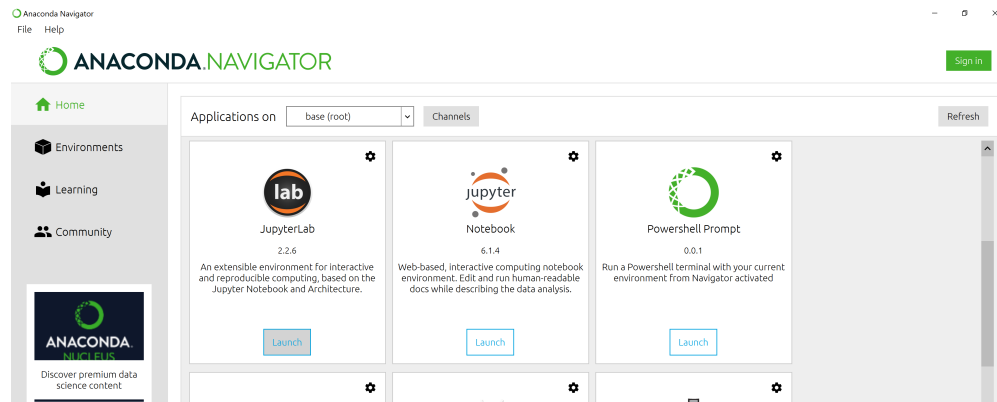 Anaconda Navigator
File Help
ANACONDA.NAVIGATOR
Sign in
Home
Environments
Learning
Community
ANACONDA.
NUCLEUS
Discover premium data
science content
Applications on base (root) Channels Refresh
lab
JupyterLab
2.2.6
An extensible environment for interactive
and reproducible computing, based on the
Jupyter Notebook and Architecture.
Launch
jupyter
Notebook
6.1.4
Web-based, interactive computing notebook
environment. Edit and run human-readable
docs while describing the data analysis.
Launch
Powershell Prompt
0.0.1
Run a Powershell terminal with your current
environment from Navigator activated
Launch